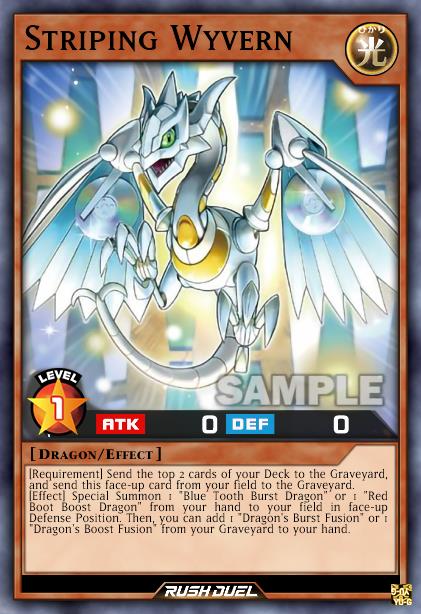 Striping Wyvern
ひかり
光
SAMPLE
LEVEL
1
ATK 0 DEF 0
[Dragon/Effect]
[Requirement] Send the top 2 cards of your Deck to the Graveyard,
and send this face-up card from your field to the Graveyard.
[Effect] Special Summon 1 "Blue Tooth Burst Dragon" or 1 "Red
Boot Boost Dragon" from your hand to your field in face-up
Defense Position. Then, you can add 1 "Dragon's Burst Fusion" or 1
"Dragon's Boost Fusion" from your Graveyard to your hand.
RUSH DUEL